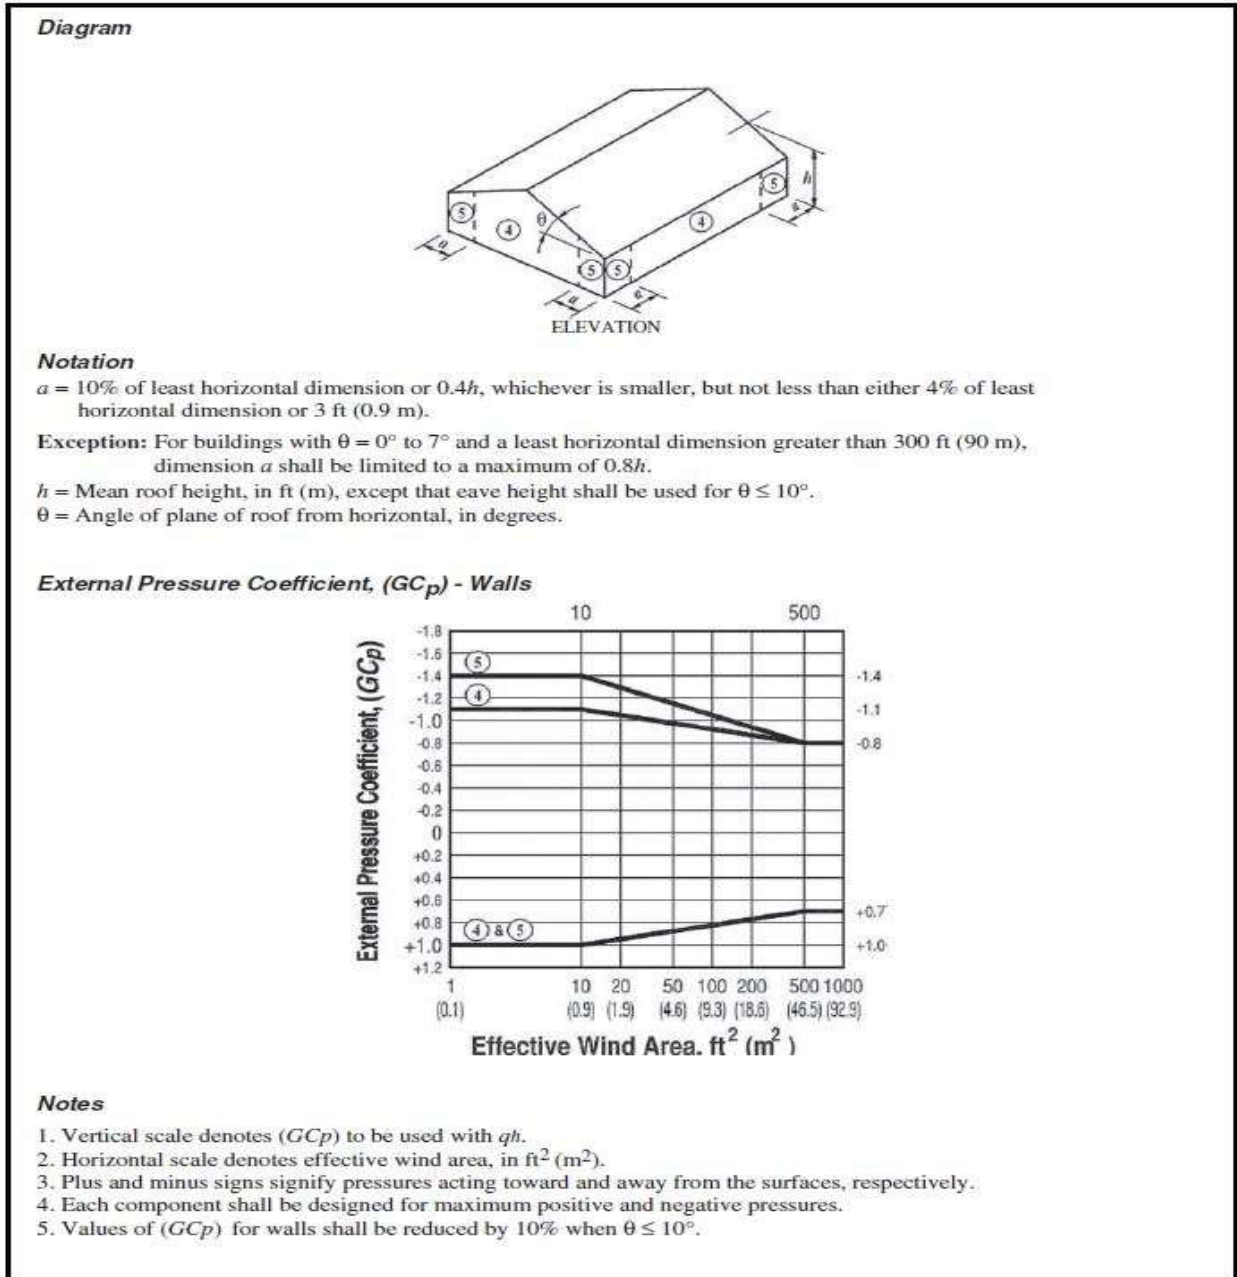 Diagram
5
4
θ
5
5
4
5
h
a
a
a
a
ELEVATION
Notation
a = 10% of least horizontal dimension or 0.4h, whichever is smaller, but not less than either 4% of least
horizontal dimension or 3 ft (0.9 m).
Exception: For buildings with θ = 0° to 7° and a least horizontal dimension greater than 300 ft (90 m),
dimension a shall be limited to a maximum of 0.8h.
h = Mean roof height, in ft (m), except that eave height shall be used for θ ≤ 10°.
θ = Angle of plane of roof from horizontal, in degrees.
External Pressure Coefficient, (GCp) - Walls
10 500
External Pressure Coefficient, (GCp)
-1.8
-1.6
-1.4
-1.2
-1.0
-0.8
-0.6
-0.4
-0.2
0
+0.2
+0.4
+0.6
+0.8
+1.0
+1.2
5
4
4 & 5
-1.4
-1.1
-0.8
+0.7
+1.0
1 10 20 50 100 200 500 1000
(0.1) (0.9) (1.9) (4.6) (9.3) (18.6) (46.5) (92.9)
Effective Wind Area. ft² (m²)
Notes
1. Vertical scale denotes (GCp) to be used with qh.
2. Horizontal scale denotes effective wind area, in ft² (m²).
3. Plus and minus signs signify pressures acting toward and away from the surfaces, respectively.
4. Each component shall be designed for maximum positive and negative pressures.
5. Values of (GCp) for walls shall be reduced by 10% when θ ≤ 10°.